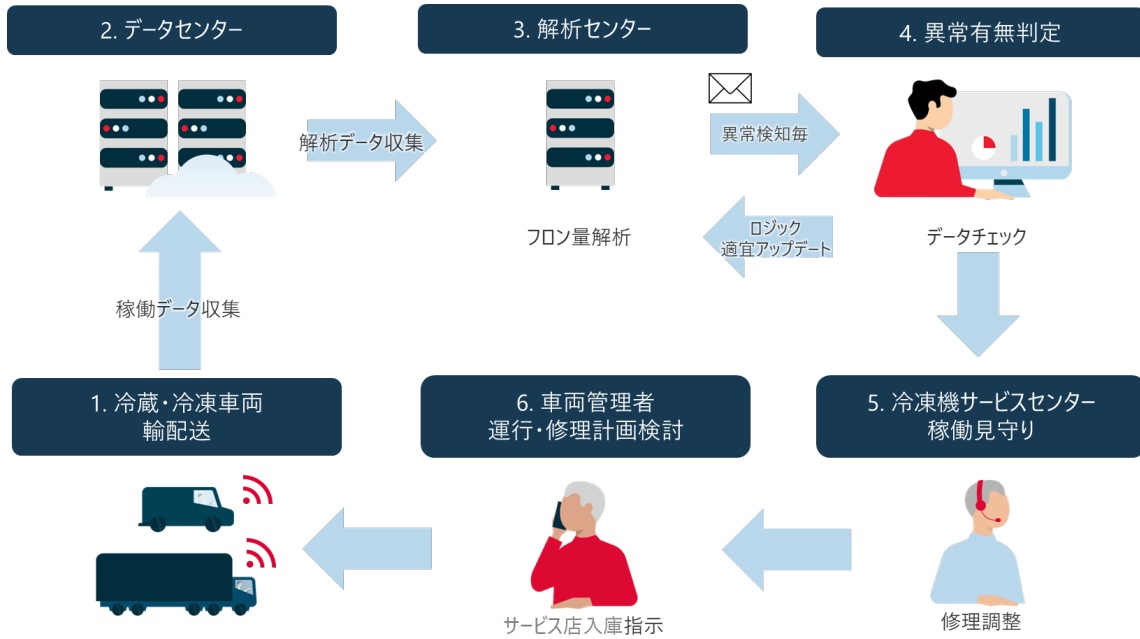 2. データセンター
3. 解析センター
4. 異常有無判定
解析データ収集
異常検知毎
フロン量解析
ロジック
適宜アップデート
データチェック
稼働データ収集
1. 冷蔵・冷凍車両
輸配送
6. 車両管理者
運行・修理計画検討
5. 冷凍機サービスセンター
稼働見守り
サービス店入庫指示
修理調整